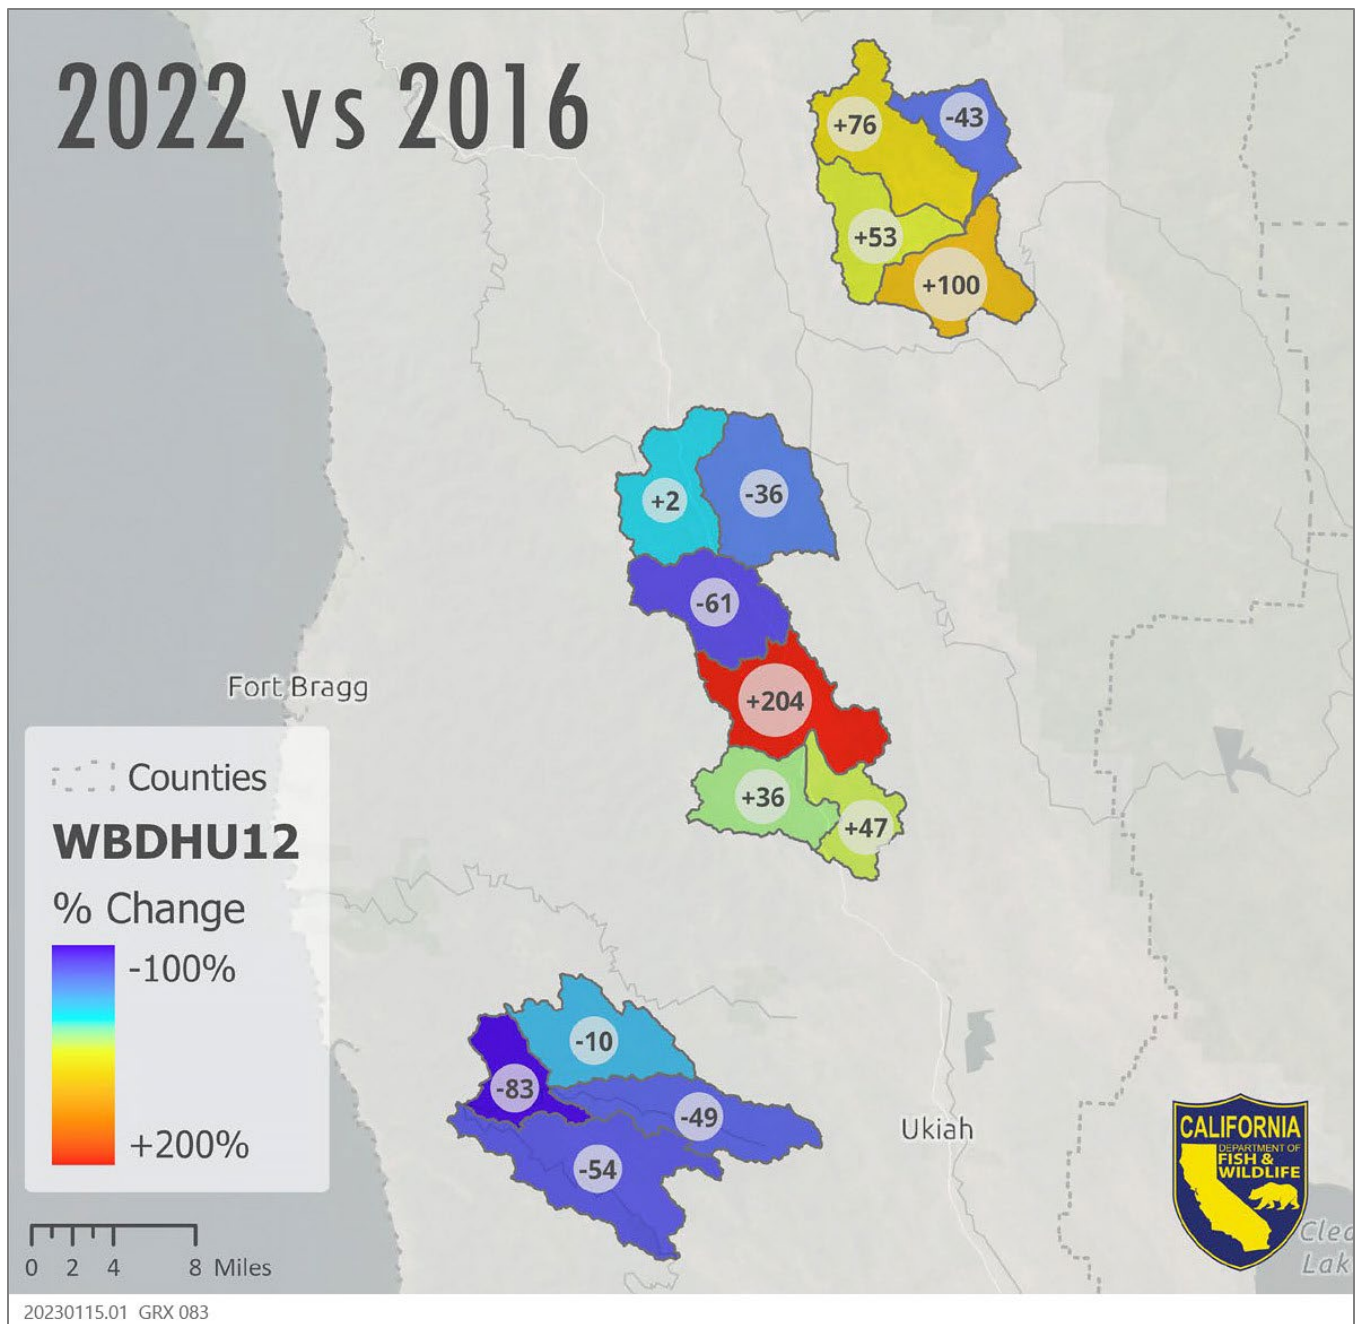 2022 vs 2016
+76
-43
+53
+100
+2
-36
-61
+204
+36
+47
Fort Bragg
Counties
WBDHU12
% Change
-100%
+200%
-10
-83
-49
-54
Ukiah
CALIFORNIA
DEPARTMENT OF
FISH &
WILDLIFE
Clea
Lak
0 2 4 8 Miles
20230115.01 GRX 083